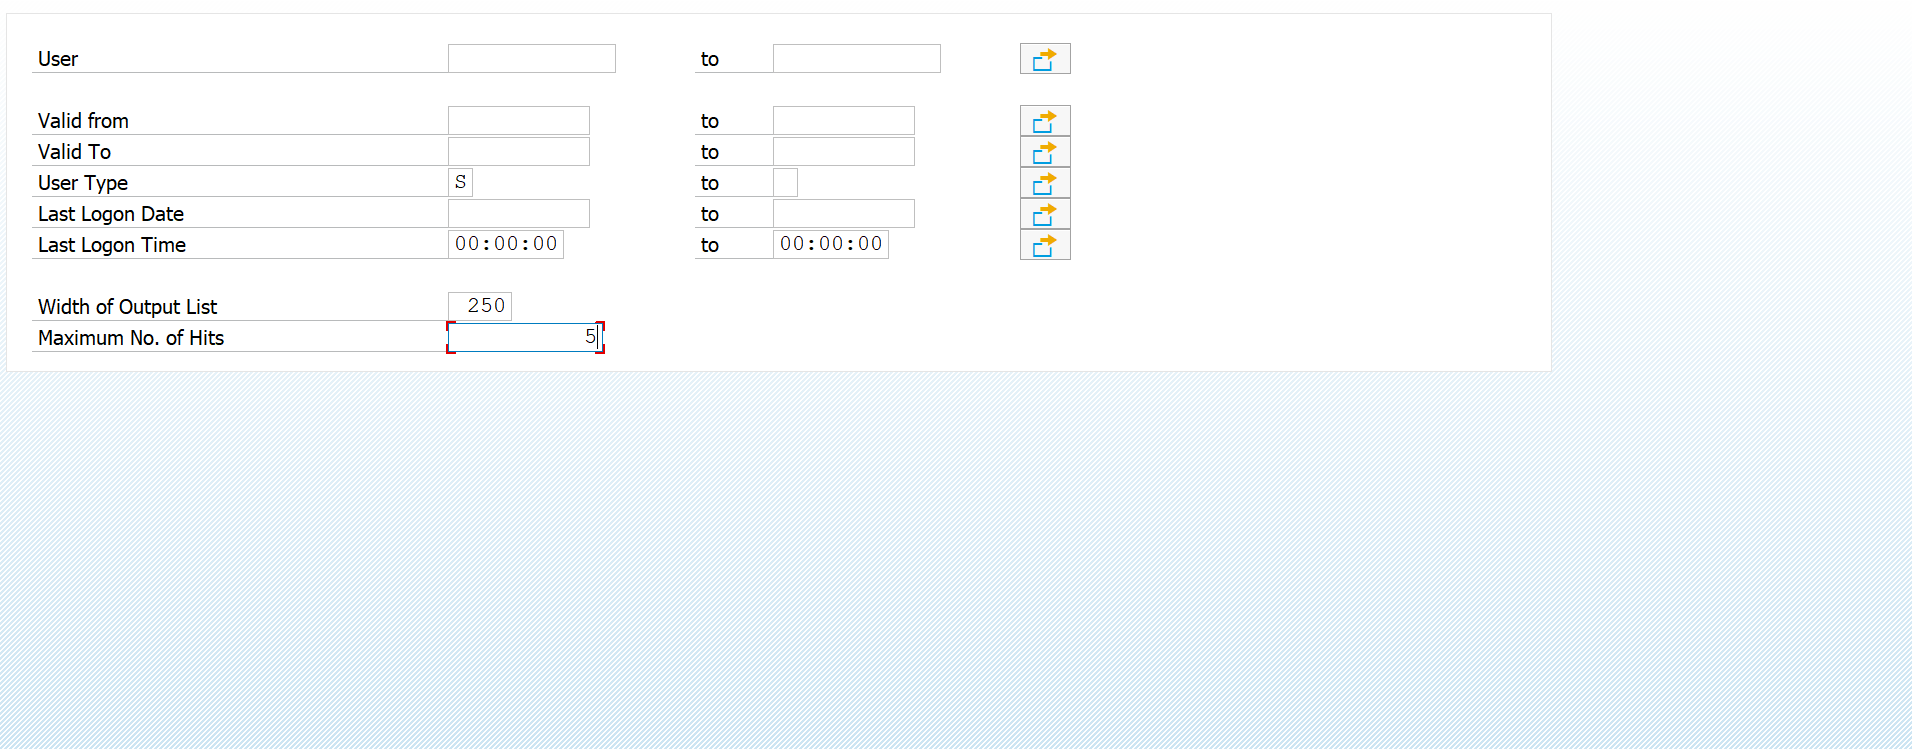 User to
Valid from to
Valid To to
User Type S to
Last Logon Date to
Last Logon Time 00:00:00 to 00:00:00
Width of Output List 250
Maximum No. of Hits 5